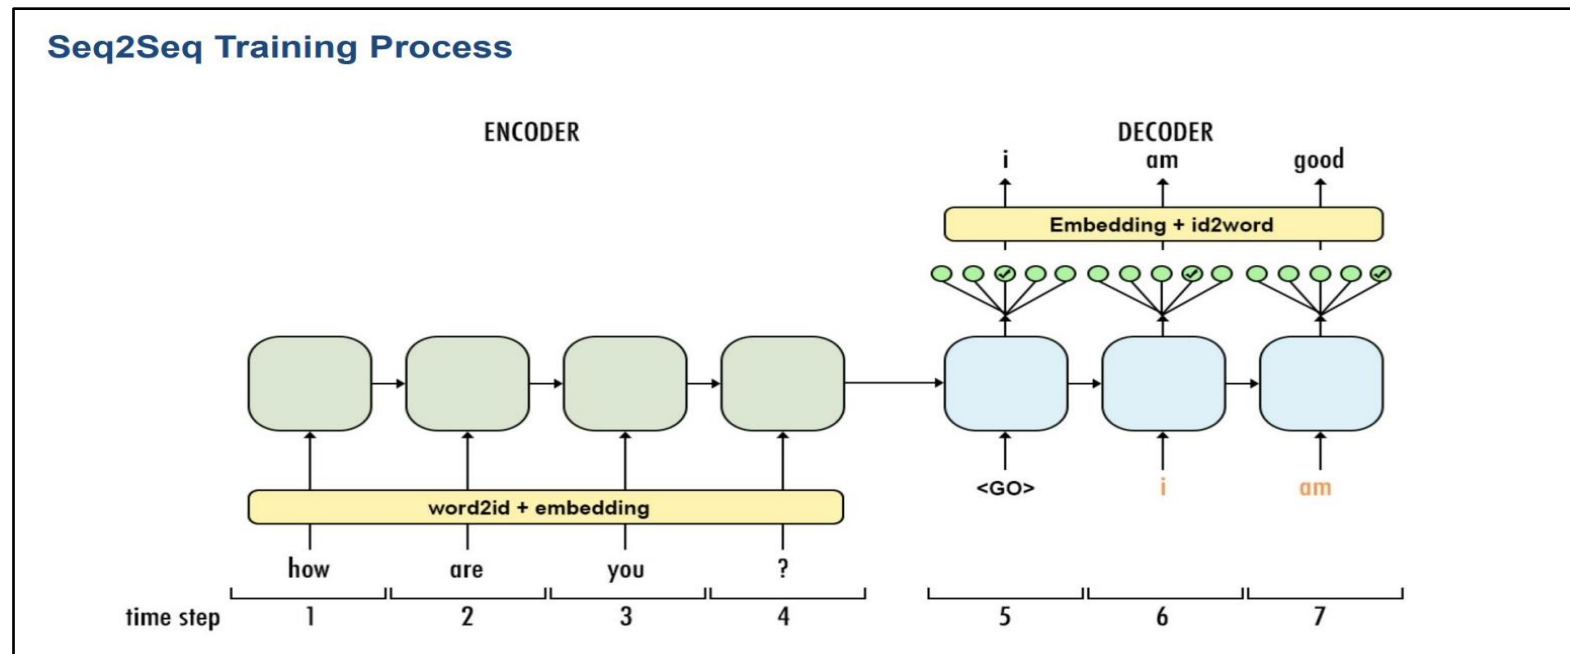 Seq2Seq Training Process
ENCODER
DECODER
i am good
Embedding + id2word
<GO> i am
word2id + embedding
how are you ?
time step 1 2 3 4 5 6 7